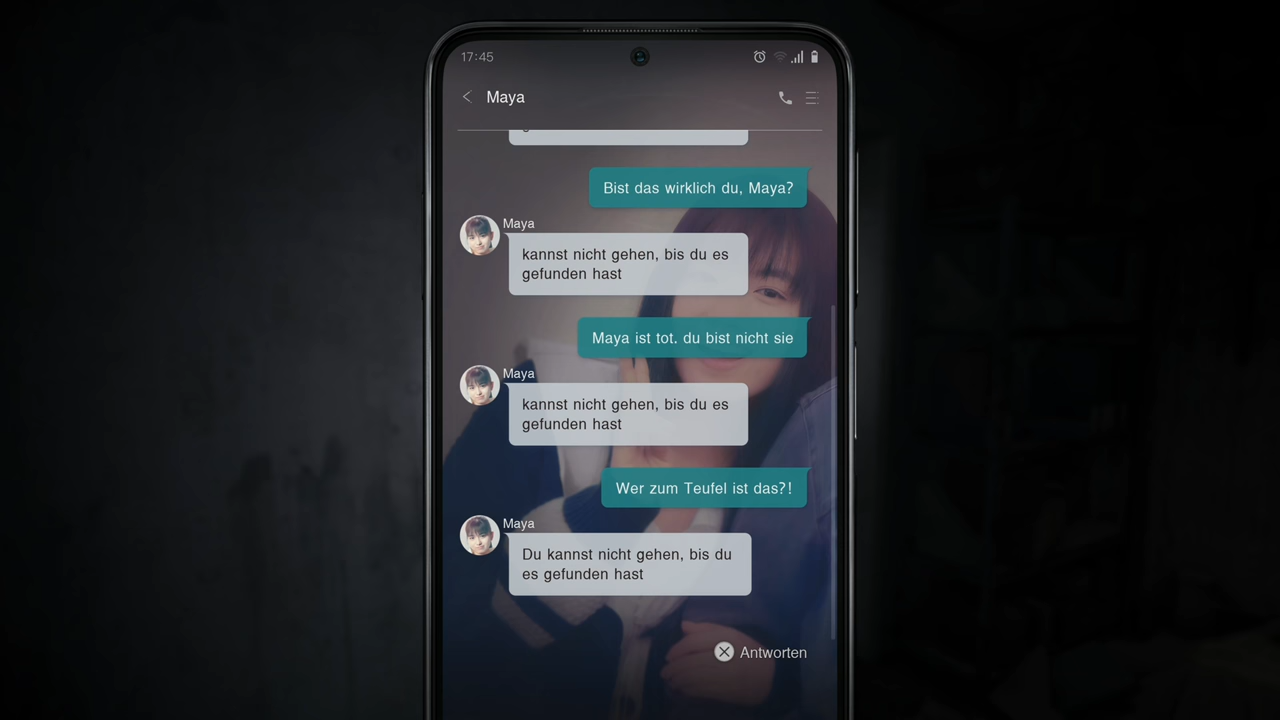 17:45
Maya
Bist das wirklich du, Maya?
Maya
kannst nicht gehen, bis du es
gefunden hast
Maya ist tot. du bist nicht sie
Maya
kannst nicht gehen, bis du es
gefunden hast
Wer zum Teufel ist das?!
Maya
Du kannst nicht gehen, bis du
es gefunden hast
Antworten